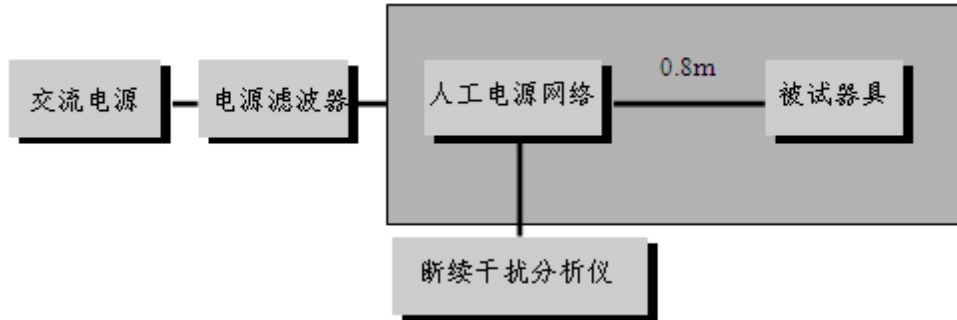 0.8m
交流电源
电源滤波器
人工电源网络
被试器具
断续干扰分析仪